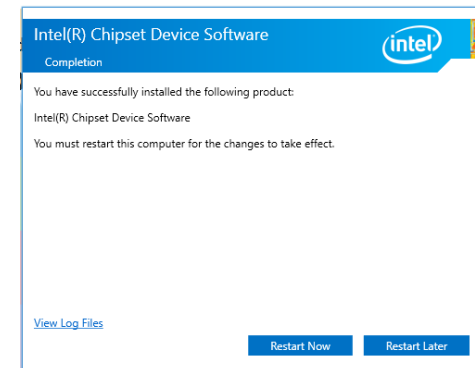 Intel(R) Chipset Device Software
intel
Completion
You have successfully installed the following product:
Intel(R) Chipset Device Software
You must restart this computer for the changes to take effect.
View Log Files
Restart Now
Restart Later